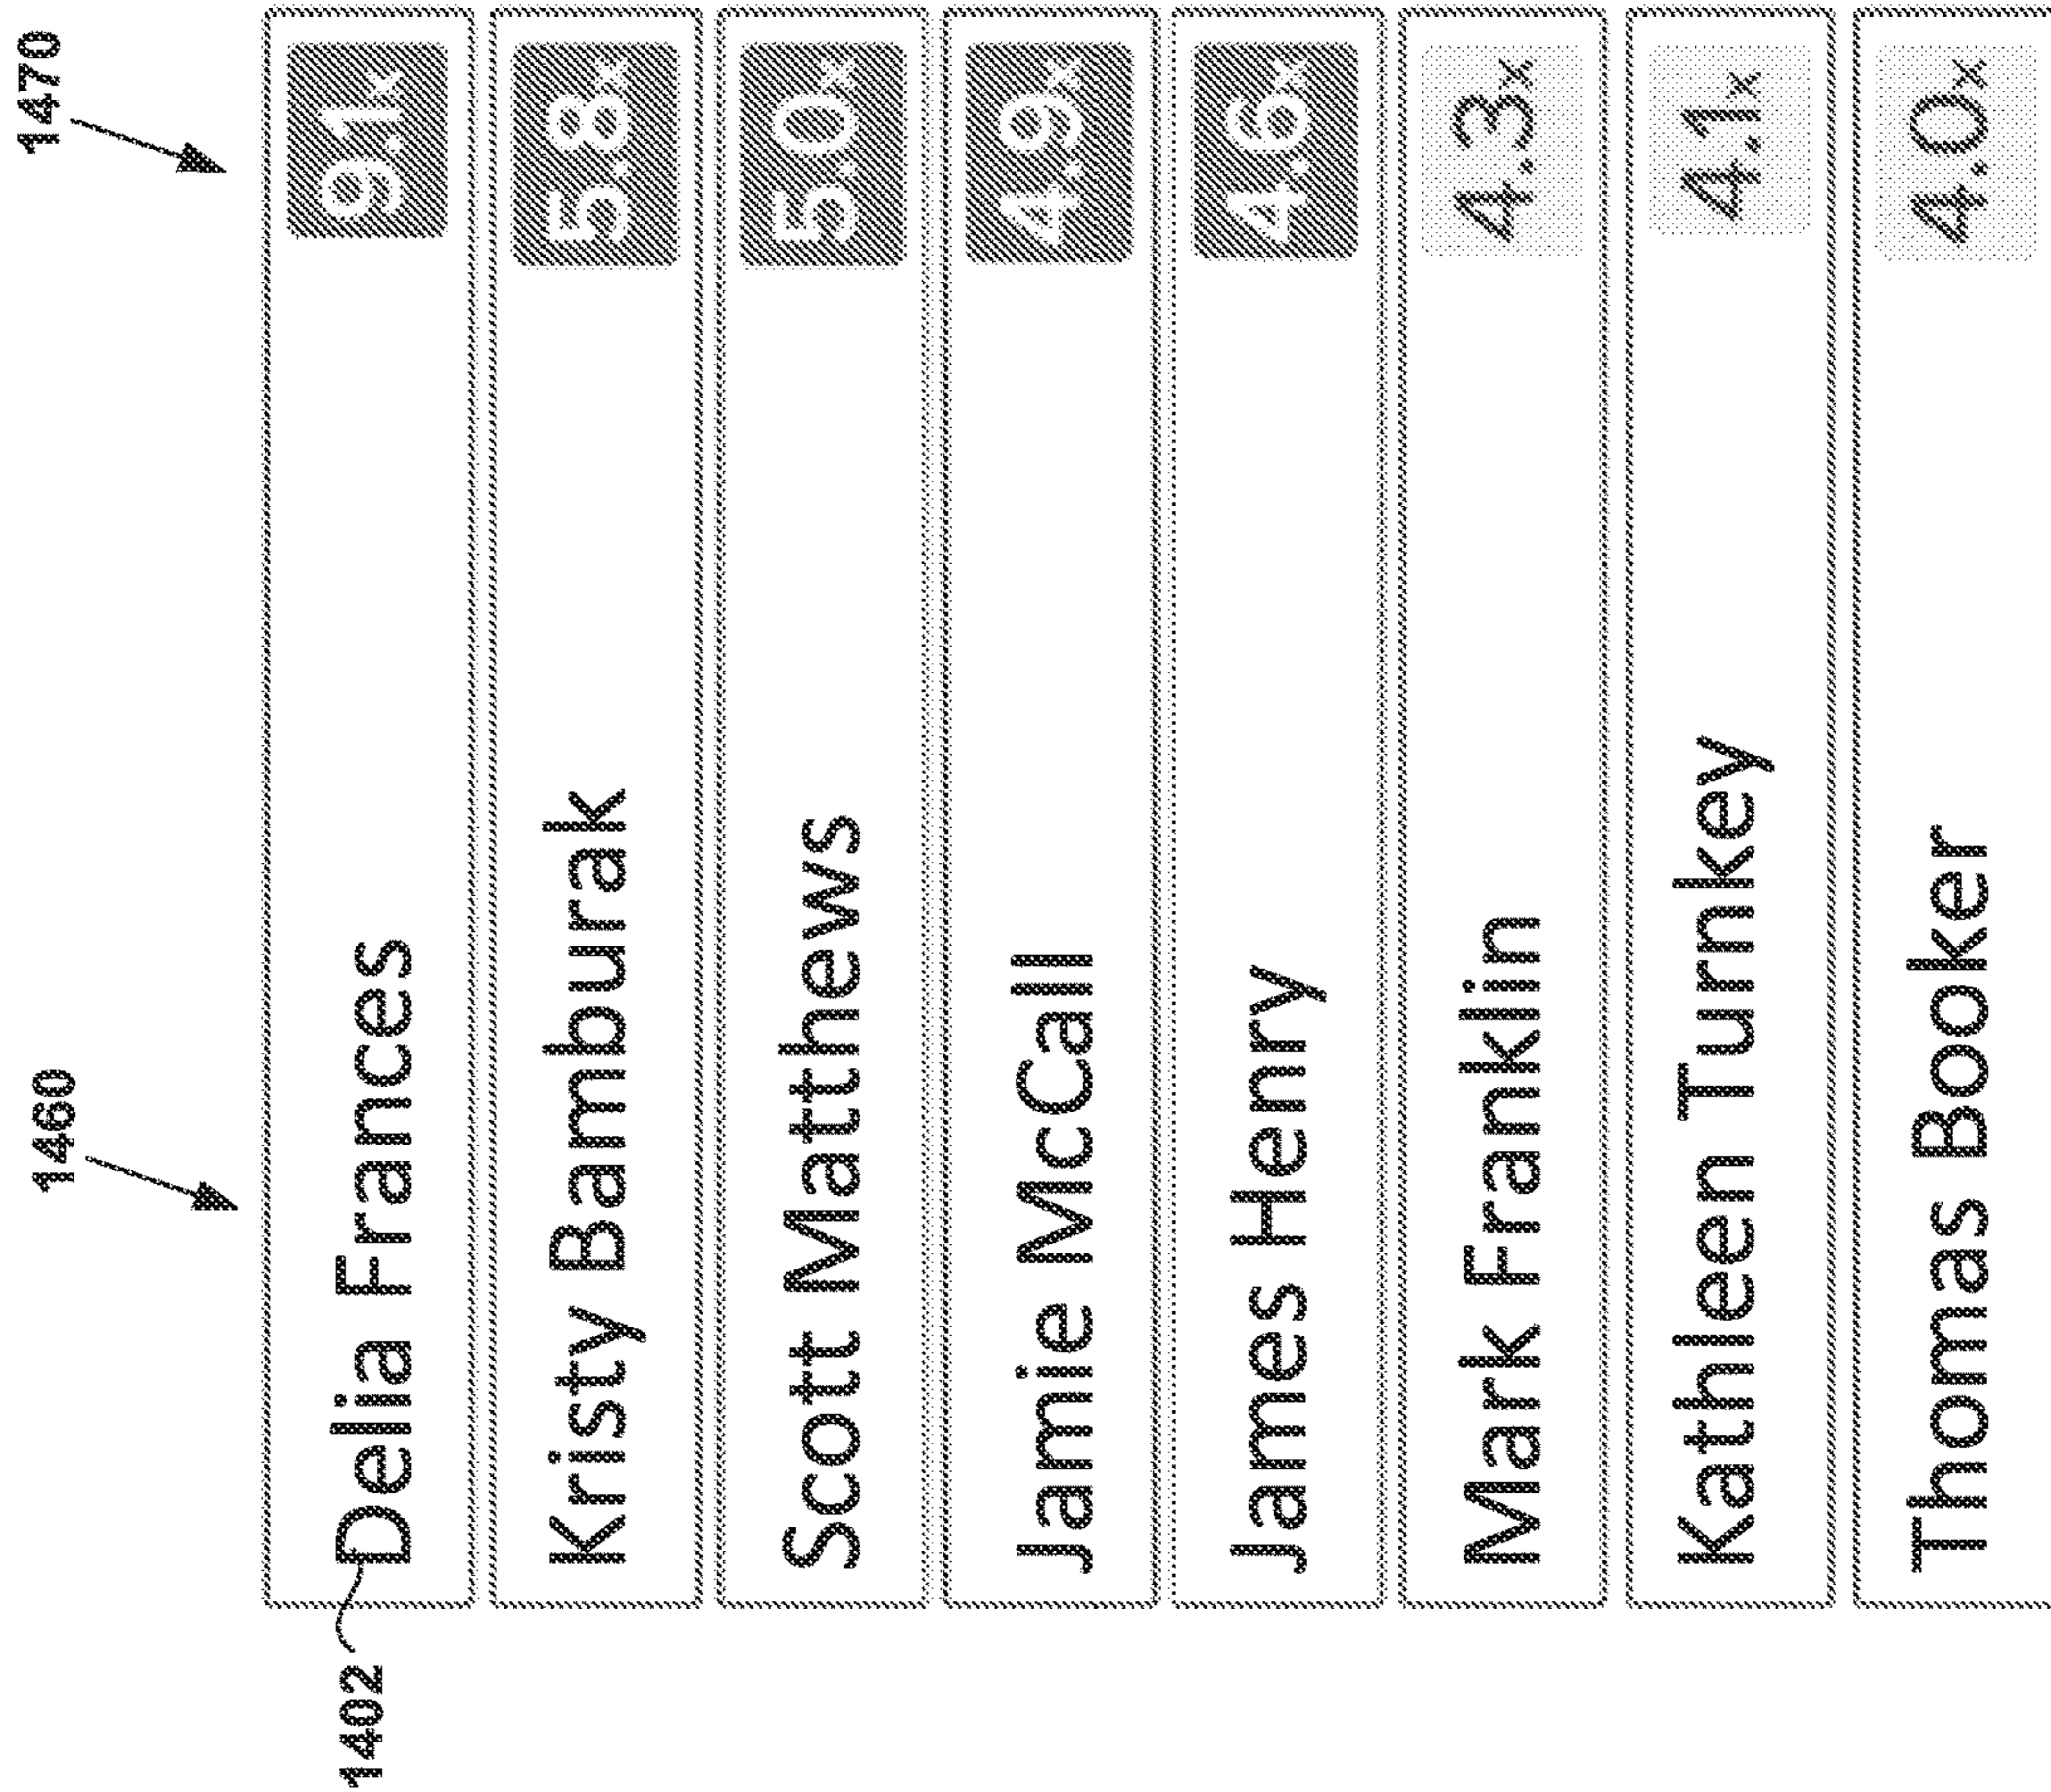 1460
1470
1402
Delia Frances 9.1x
Kristy Bamburak 5.8x
Scott Matthews 5.0x
Jamie McCall 4.9x
James Henry 4.6x
Mark Franklin 4.3x
Kathleen Turnkey 4.1x
Thomas Booker 4.0x